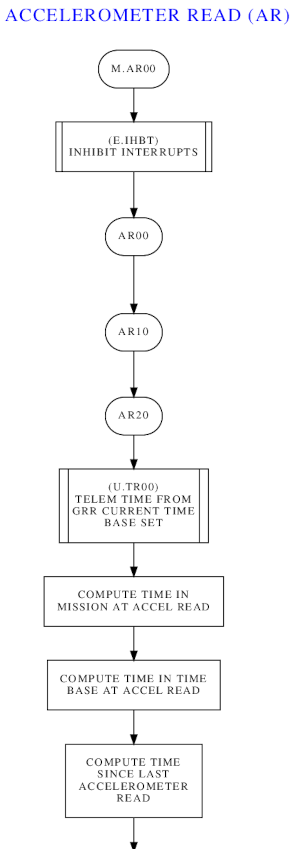 ACCELEROMETER READ (AR)
M.AR00
(E.IHBT)
INHIBIT INTERRUPTS
AR00
AR10
AR20
(U.TR00)
TELEM TIME FROM
GRR CURRENT TIME
BASE SET
COMPUTE TIME IN
MISSION AT ACCEL READ
COMPUTE TIME IN TIME
BASE AT ACCEL READ
COMPUTE TIME
SINCE LAST
ACCELEROMETER
READ